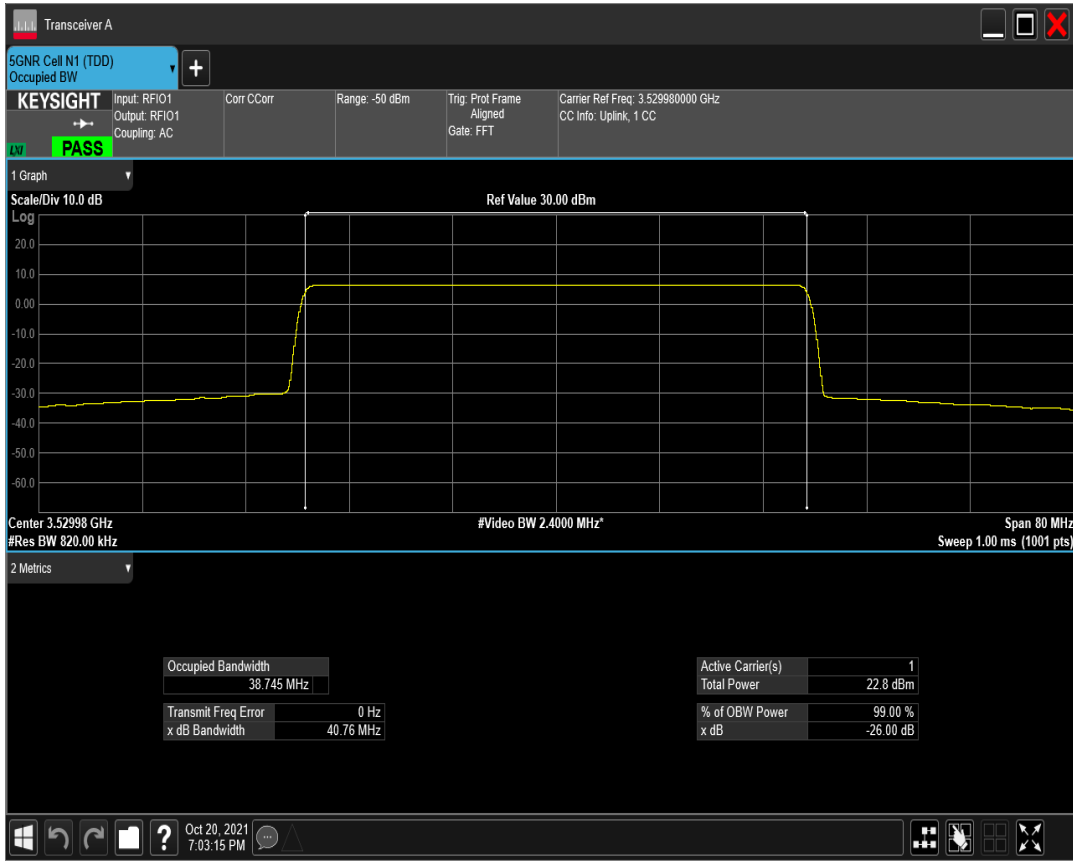 Transceiver A
5GNR Cell N1 (TDD)
Occupied BW
+
KEYSIGHT
LXI
PASS
Input: RFIO1
Output: RFIO1
Coupling: AC
Corr CCorr
Range: -50 dBm
Trig: Prot Frame
Aligned
Gate: FFT
Carrier Ref Freq: 3.529980000 GHz
CC Info: Uplink, 1 CC
1 Graph
Scale/Div 10.0 dB
Ref Value 30.00 dBm
Log
20.0
10.0
0.00
-10.0
-20.0
-30.0
-40.0
-50.0
-60.0
Center 3.52998 GHz
#Video BW 2.4000 MHz*
Span 80 MHz
#Res BW 820.00 kHz
Sweep 1.00 ms (1001 pts)
2 Metrics
Occupied Bandwidth
38.745 MHz
Transmit Freq Error 0 Hz
x dB Bandwidth 40.76 MHz
Active Carrier(s) 1
Total Power 22.8 dBm
% of OBW Power 99.00 %
x dB -26.00 dB
?
Oct 20, 2021
7:03:15 PM